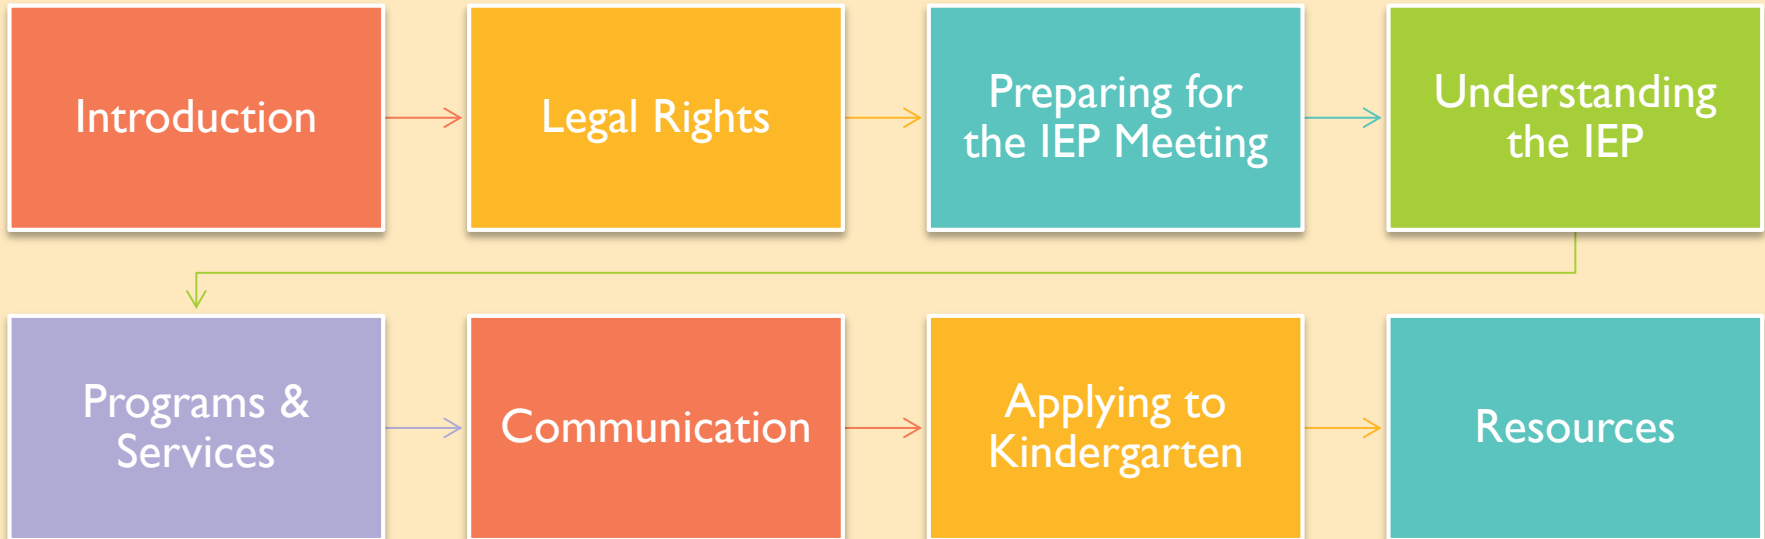 Introduction
Legal Rights
Preparing for
the IEP Meeting
Understanding
the IEP
Programs &
Services
Communication
Applying to
Kindergarten
Resources